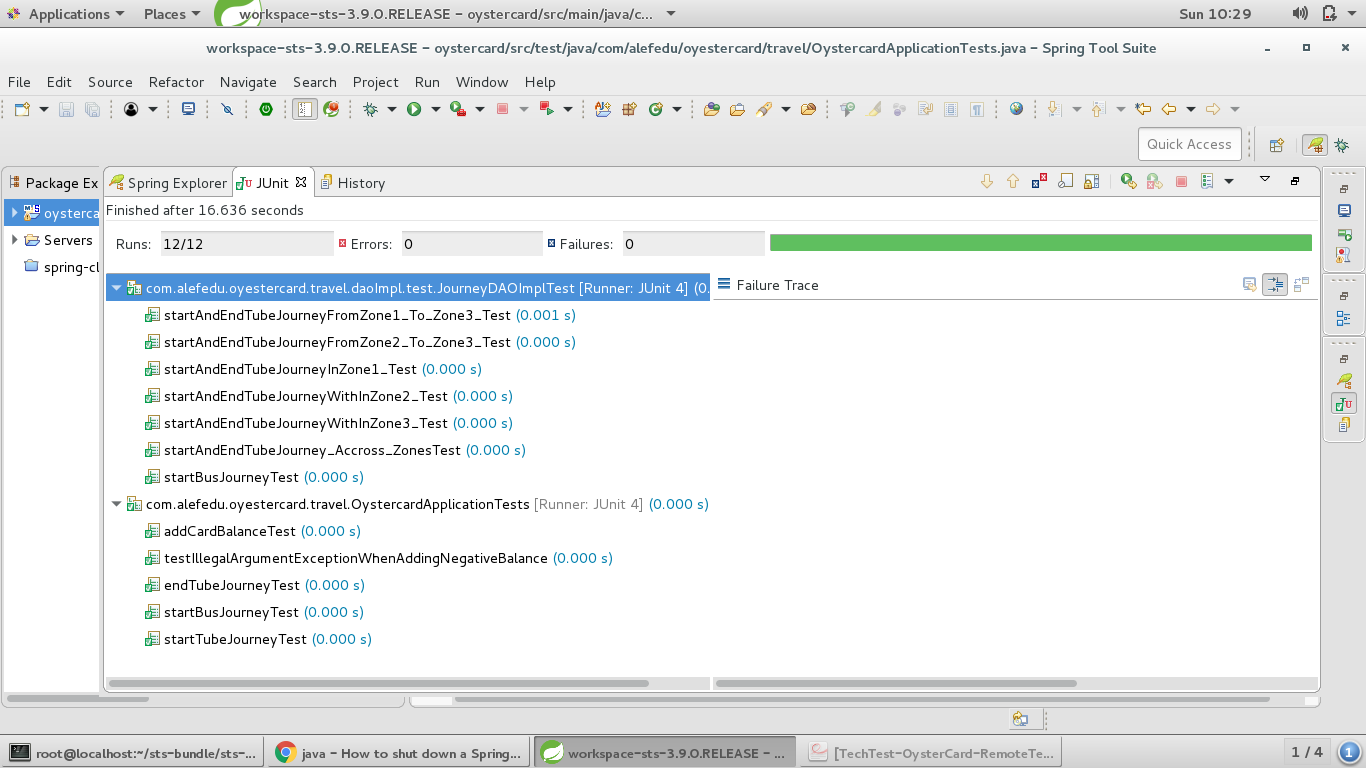 Applications Places workspace-sts-3.9.0.RELEASE – oystercard/src/main/java/c... Sun 10:29
workspace-sts-3.9.0.RELEASE – oystercard/src/test/java/com/alefedu/oyestercard/travel/OystercardApplicationTests.java – Spring Tool Suite
File Edit Source Refactor Navigate Search Project Run Window Help
Quick Access
Package Ex Spring Explorer JUnit History
oysterca
Servers
spring-cl
Finished after 16.636 seconds
Runs: 12/12 Errors: 0 Failures: 0
com.alefedu.oyestercard.travel.daoImpl.test.JourneyDAOImplTest [Runner: JUnit 4] (0. Failure Trace
startAndEndTubeJourneyFromZone1_To_Zone3_Test (0.001 s)
startAndEndTubeJourneyFromZone2_To_Zone3_Test (0.000 s)
startAndEndTubeJourneyInZone1_Test (0.000 s)
startAndEndTubeJourneyWithInZone2_Test (0.000 s)
startAndEndTubeJourneyWithInZone3_Test (0.000 s)
startAndEndTubeJourney_Accross_ZonesTest (0.000 s)
startBusJourneyTest (0.000 s)
com.alefedu.oyestercard.travel.OystercardApplicationTests [Runner: JUnit 4] (0.000 s)
addCardBalanceTest (0.000 s)
testIllegalArgumentExceptionWhenAddingNegativeBalance (0.000 s)
endTubeJourneyTest (0.000 s)
startBusJourneyTest (0.000 s)
startTubeJourneyTest (0.000 s)
root@localhost:~/sts-bundle/sts-... java – How to shut down a Spring... workspace-sts-3.9.0.RELEASE – ... [TechTest-OysterCard-RemoteTe... 1 / 4 1